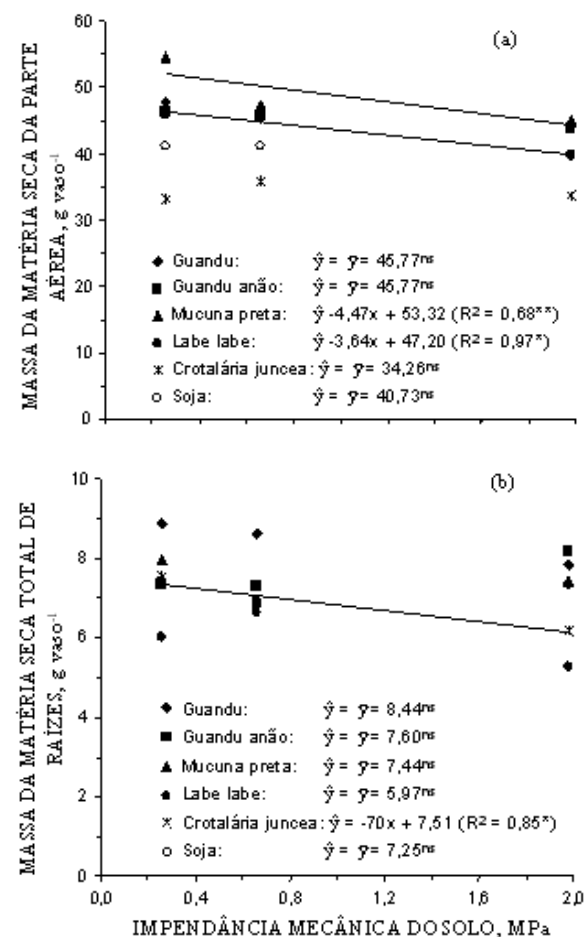 MASSA DA MATÉRIA SECA DA PARTE
AÉREA, g vaso-1
60
50
40
30
20
10
0
(a)
Guandu: ŷ = y̅ = 45,77ns
Guandu anão: ŷ = y̅ = 45,77ns
Mucuna preta: ŷ -4,47x + 53,32 (R2 = 0,68**)
Labe labe: ŷ -3,64x + 47,20 (R2 = 0,97*)
Crotalária juncea: ŷ = y̅ = 34,26ns
Soja: ŷ = y̅ = 40,73ns
MASSA DA MATÉRIA SECA TOTAL DE
RAÍZES, g vaso-1
10
8
6
4
2
0
(b)
Guandu: ŷ = y̅ = 8,44ns
Guandu anão: ŷ = y̅ = 7,60ns
Mucuna preta: ŷ = y̅ = 7,44ns
Labe labe: ŷ = y̅ = 5,97ns
Crotalária juncea: ŷ = -70x + 7,51 (R2 = 0,85*)
Soja: ŷ = y̅ = 7,25ns
0,0 0,4 0,8 1,2 1,6 2,0
IMPENDÂNCIA MECÂNICA DO SOLO, MPa